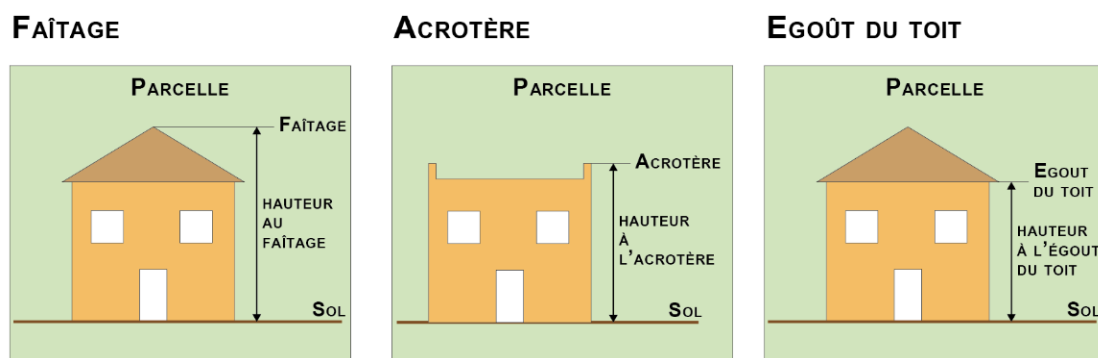 FAÎTAGE
PARCELLE
FAÎTAGE
HAUTEUR
AU
FAÎTAGE
SOL
ACROTÈRE
PARCELLE
ACROTÈRE
HAUTEUR
À
L'ACROTÈRE
SOL
EGOÛT DU TOIT
PARCELLE
EGOUT
DU TOIT
HAUTEUR
À L'ÉGOUT
DU TOIT
SOL